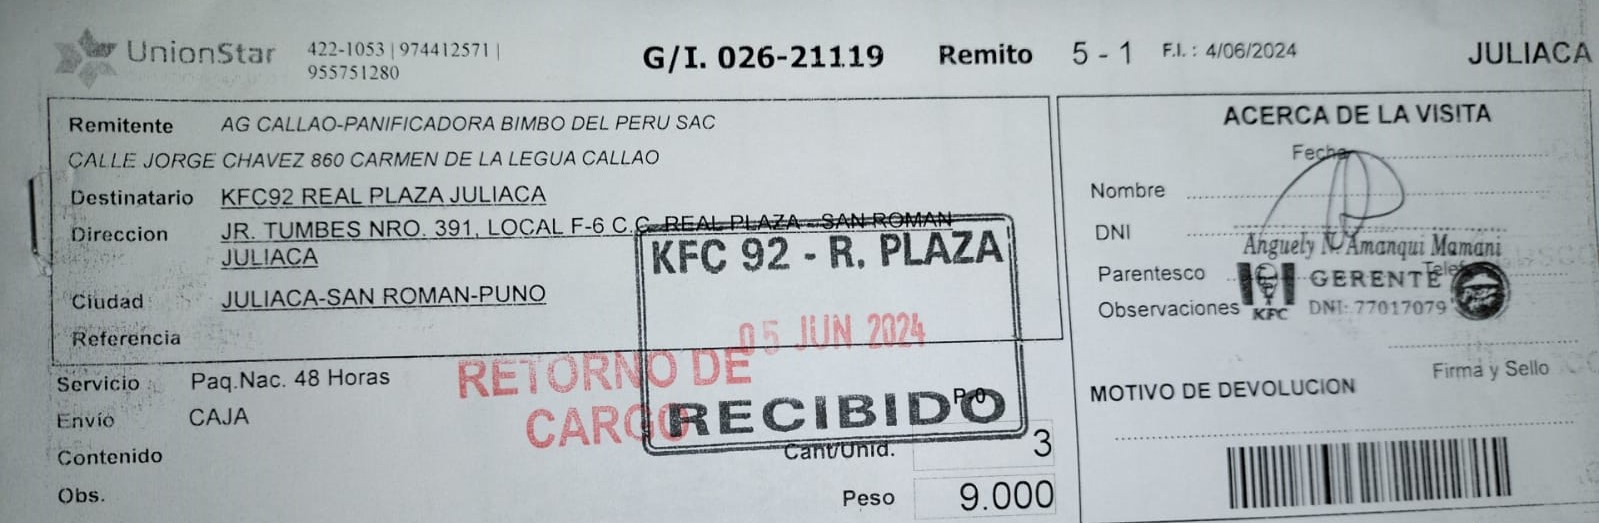 UnionStar 422-1053 | 974412571 | G/I. 026-21119 Remito 5 - 1 F.I. : 4/06/2024 JULIACA
955751280
Remitente AG CALLAO-PANIFICADORA BIMBO DEL PERU SAC
CALLE JORGE CHAVEZ 860 CARMEN DE LA LEGUA CALLAO
Destinatario KFC92 REAL PLAZA JULIACA
Direccion JR. TUMBES NRO. 391, LOCAL F-6 C.C. REAL PLAZA - SAN ROMAN
JULIACA
Ciudad JULIACA-SAN ROMAN-PUNO
Referencia
KFC 92 - R. PLAZA
05 JUN 2024
RECIBIDO
RETORNO DE
CARGO
Servicio : Paq.Nac. 48 Horas
Envío CAJA
Contenido
Obs.
P.O
Cant/Unid. 3
Peso 9.000
ACERCA DE LA VISITA
Fecha
Nombre
DNI
Anguely N. Amanqui Mamani
Parentesco
GERENTE
Observaciones
KFC DNI: 77017079
Firma y Sello
MOTIVO DE DEVOLUCION